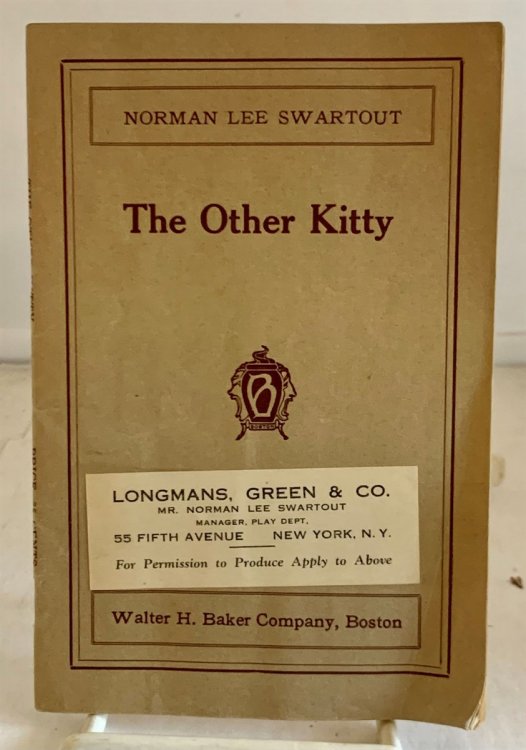 NORMAN LEE SWARTOUT
The Other Kitty
B
BOSTON
LONGMANS, GREEN & CO.
MR. NORMAN LEE SWARTOUT
MANAGER, PLAY DEPT.
55 FIFTH AVENUE NEW YORK, N. Y.
For Permission to Produce Apply to Above
Walter H. Baker Company, Boston